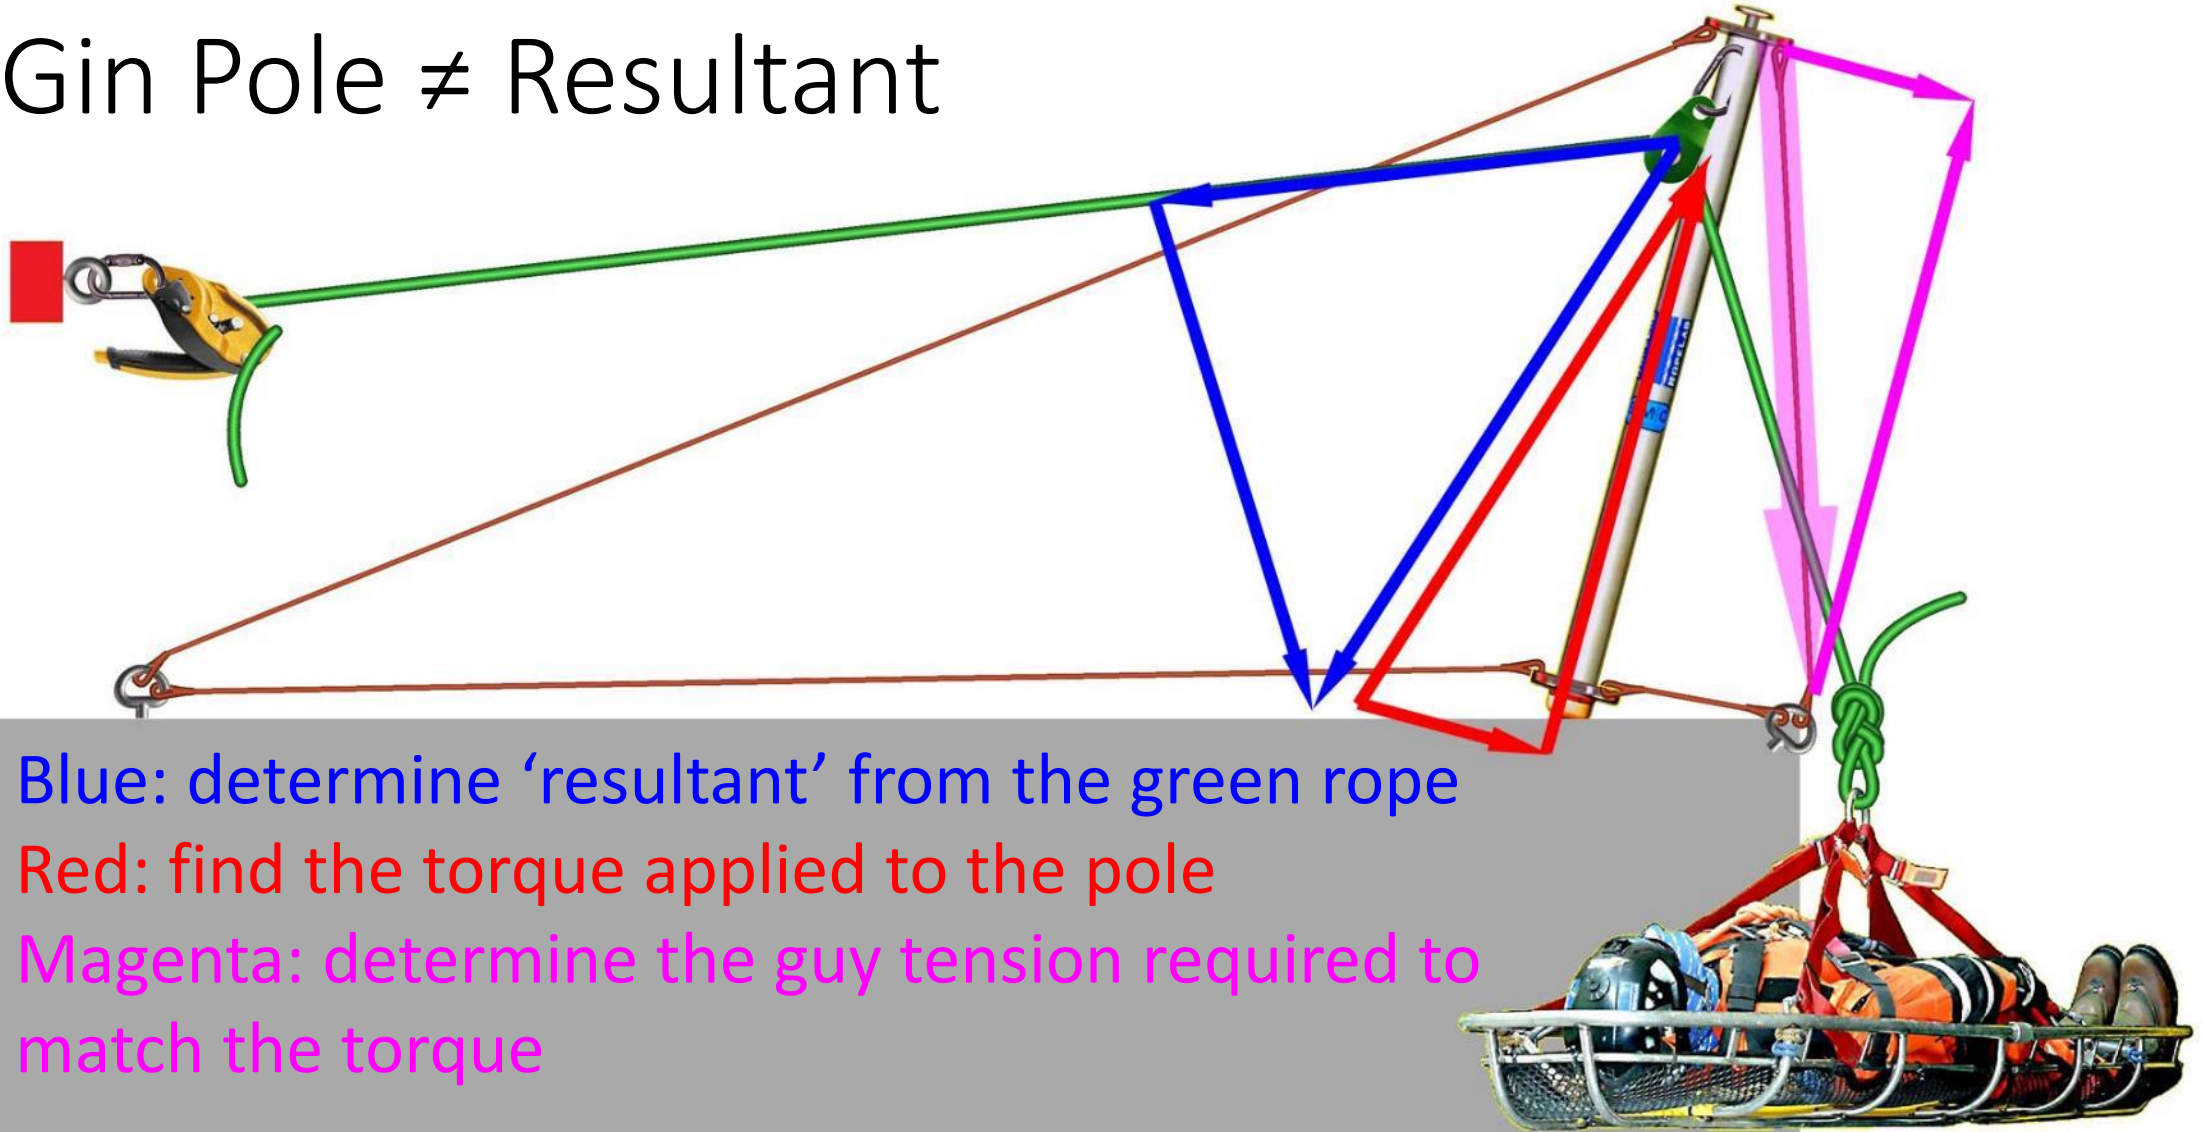 Gin Pole ≠ Resultant
Blue: determine ‘resultant’ from the green rope
Red: find the torque applied to the pole
Magenta: determine the guy tension required to
match the torque